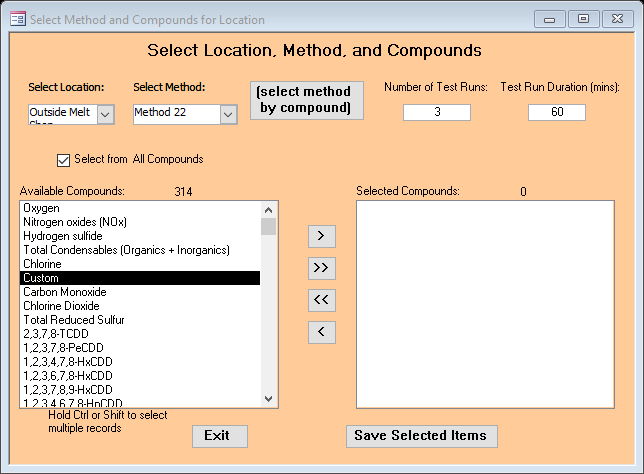 Select Method and Compounds for Location
Select Location, Method, and Compounds
Select Location:
Select Method:
(select method
by compound)
Number of Test Runs:
Test Run Duration (mins):
Outside Melt
Shop
Method 22
3
60
Select from All Compounds
Available Compounds: 314
Selected Compounds: 0
Oxygen
Nitrogen oxides (NOx)
Hydrogen sulfide
Total Condensables (Organics + Inorganics)
Chlorine
Custom
Carbon Monoxide
Chlorine Dioxide
Total Reduced Sulfur
2,3,7,8-TCDD
1,2,3,7,8-PeCDD
1,2,3,4,7,8-HxCDD
1,2,3,6,7,8-HxCDD
1,2,3,7,8,9-HxCDD
1,2,3,4,6,7,8-HpCDD
>
>>
<<
<
Hold Ctrl or Shift to select
multiple records
Exit
Save Selected Items